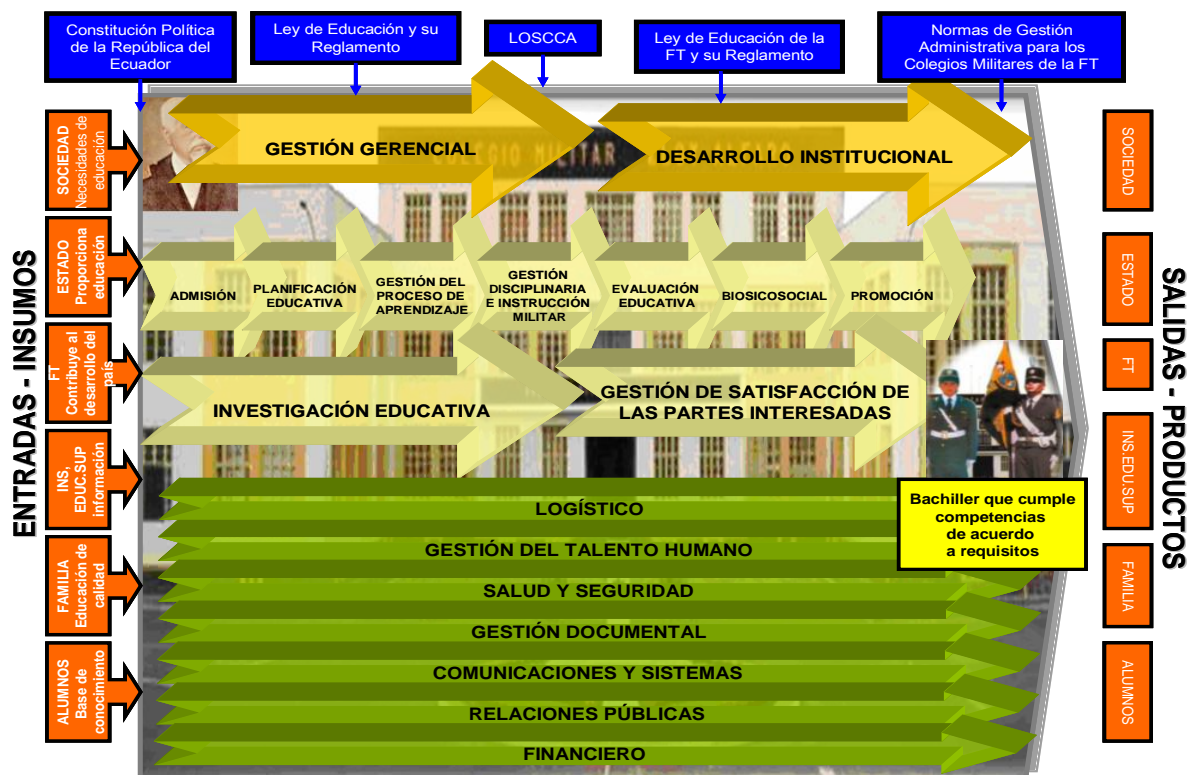 Constitución Política
de la República del
Ecuador
Ley de Educación y su
Reglamento
LOSCCA
Ley de Educación de la
FT y su Reglamento
Normas de Gestión
Administrativa para los
Colegios Militares de la FT
ENTRADAS - INSUMOS
SOCIEDAD
Necesidades de
educación
ESTADO
Proporciona
educación
FT
Contribuye al
desarrollo del
país
INS,
EDUC.SUP
información
FAMILIA
Educación de
calidad
ALUMNOS
Base de
conocimiento
COLEGIO MILITAR
GESTIÓN GERENCIAL
DESARROLLO INSTITUCIONAL
ADMISIÓN
PLANIFICACIÓN
EDUCATIVA
GESTIÓN DEL
PROCESO DE
APRENDIZAJE
GESTIÓN
DISCIPLINARIA
E INSTRUCCIÓN
MILITAR
EVALUACIÓN
EDUCATIVA
BIOSICOSOCIAL
PROMOCIÓN
INVESTIGACIÓN EDUCATIVA
GESTIÓN DE SATISFACCIÓN DE
LAS PARTES INTERESADAS
LOGÍSTICO
GESTIÓN DEL TALENTO HUMANO
SALUD Y SEGURIDAD
GESTIÓN DOCUMENTAL
COMUNICACIONES Y SISTEMAS
RELACIONES PÚBLICAS
FINANCIERO
Bachiller que cumple
competencias
de acuerdo
a requisitos
SOCIEDAD
ESTADO
FT
INS.EDU.SUP
FAMILIA
ALUMNOS
SALIDAS - PRODUCTOS